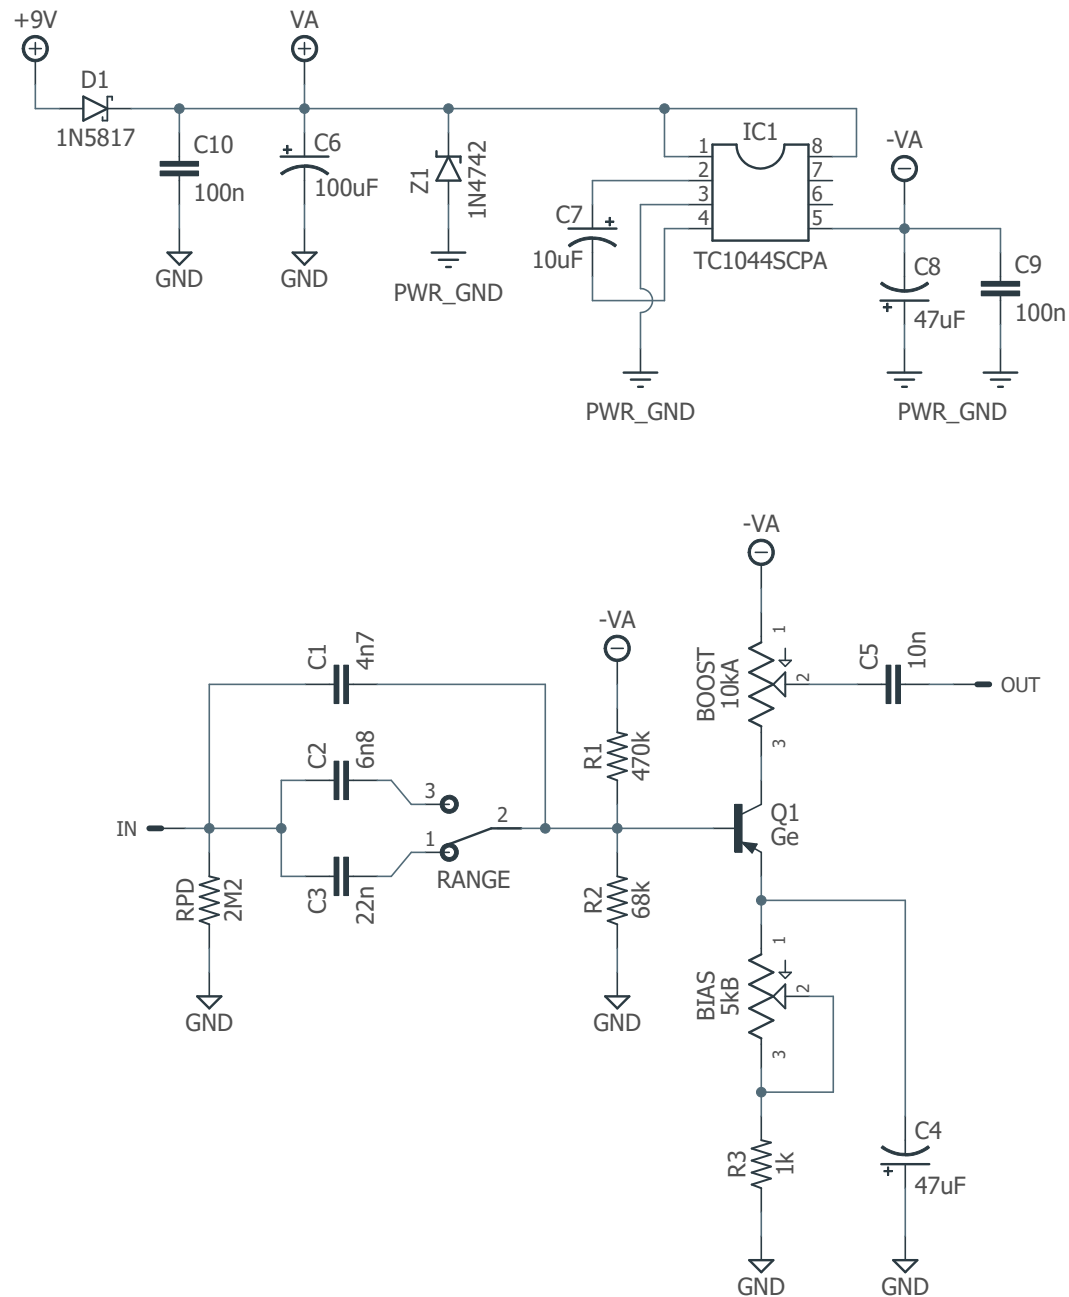 +9V
VA
D1
1N5817
C10
100n
C6
100uF
Z1
1N4742
IC1
1
2
3
4
8
7
6
5
TC1044SCPA
-VA
C7
10uF
C8
47uF
C9
100n
GND
GND
PWR_GND
PWR_GND
PWR_GND
-VA
-VA
C1
4n7
BOOST
10kA
1
2
3
C5
10n
OUT
C2
6n8
R1
470k
3
2
1
RANGE
IN
Q1
Ge
RPD
2M2
C3
22n
R2
68k
GND
GND
BIAS
5kB
1
2
3
R3
1k
C4
47uF
GND
GND